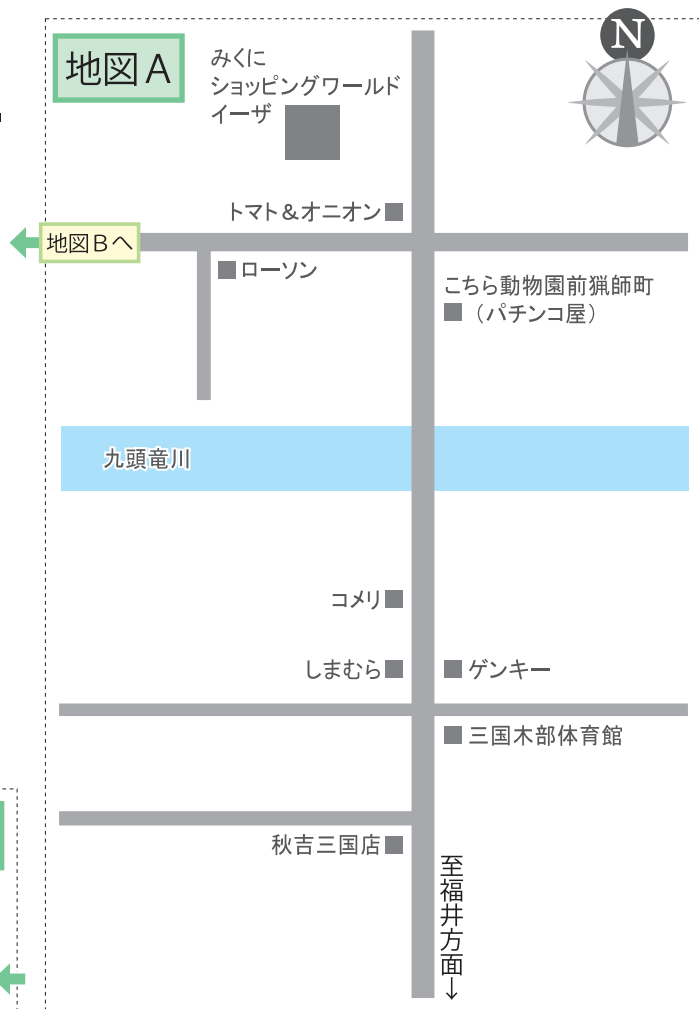 地図A
N
みくに
ショッピングワールド
イーザ
トマト&オニオン
地図Bへ
ローソン
こちら動物園前猟師町
（パチンコ屋）
九頭竜川
コメリ
しまむら
ゲンキー
三国木部体育館
秋吉三国店
至福井方面↓